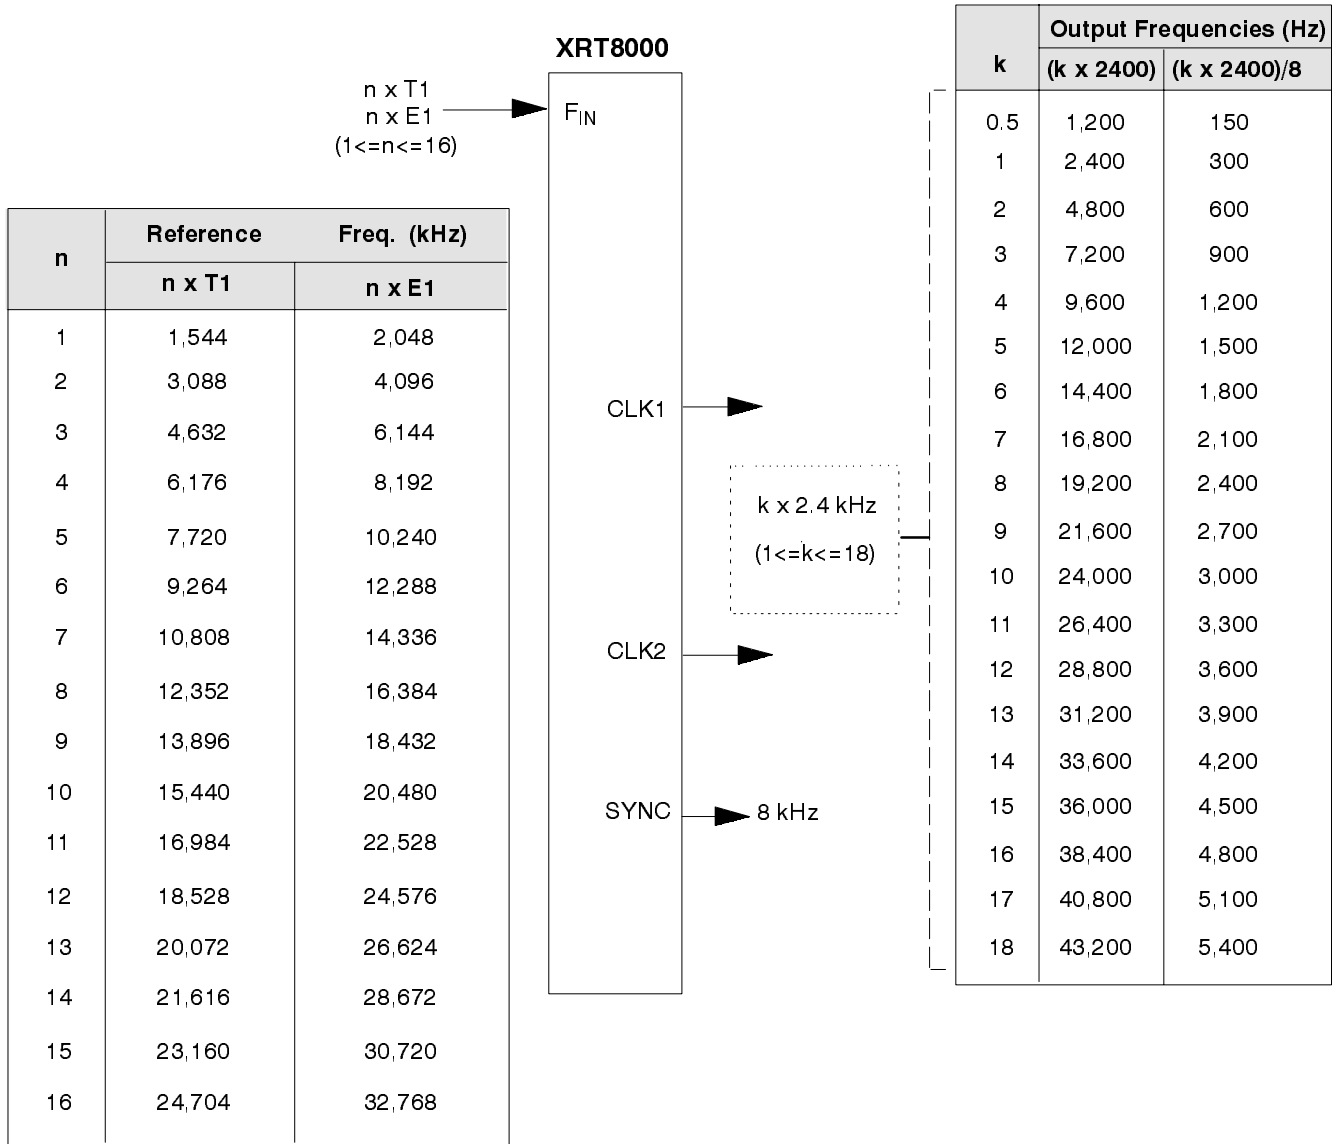 XRT8000
n x T1
n x E1
(1<=n<=16)
FIN
n Reference Freq. (kHz)
n x T1 n x E1
1 1,544 2,048
2 3,088 4,096
3 4,632 6,144
4 6,176 8,192
5 7,720 10,240
6 9,264 12,288
7 10,808 14,336
8 12,352 16,384
9 13,896 18,432
10 15,440 20,480
11 16,984 22,528
12 18,528 24,576
13 20,072 26,624
14 21,616 28,672
15 23,160 30,720
16 24,704 32,768
CLK1
k x 2.4 kHz
(1<=k<=18)
CLK2
SYNC 8 kHz
k Output Frequencies (Hz)
(k x 2400) (k x 2400)/8
0.5 1,200 150
1 2,400 300
2 4,800 600
3 7,200 900
4 9,600 1,200
5 12,000 1,500
6 14,400 1,800
7 16,800 2,100
8 19,200 2,400
9 21,600 2,700
10 24,000 3,000
11 26,400 3,300
12 28,800 3,600
13 31,200 3,900
14 33,600 4,200
15 36,000 4,500
16 38,400 4,800
17 40,800 5,100
18 43,200 5,400